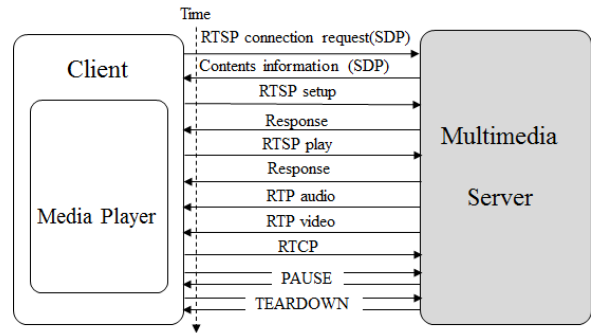 Time
RTSP connection request(SDP)
Client
Contents information (SDP)
RTSP setup
Response
RTSP play
Response
RTP audio
RTP video
RTCP
PAUSE
TEARDOWN
Media Player
Multimedia
Server